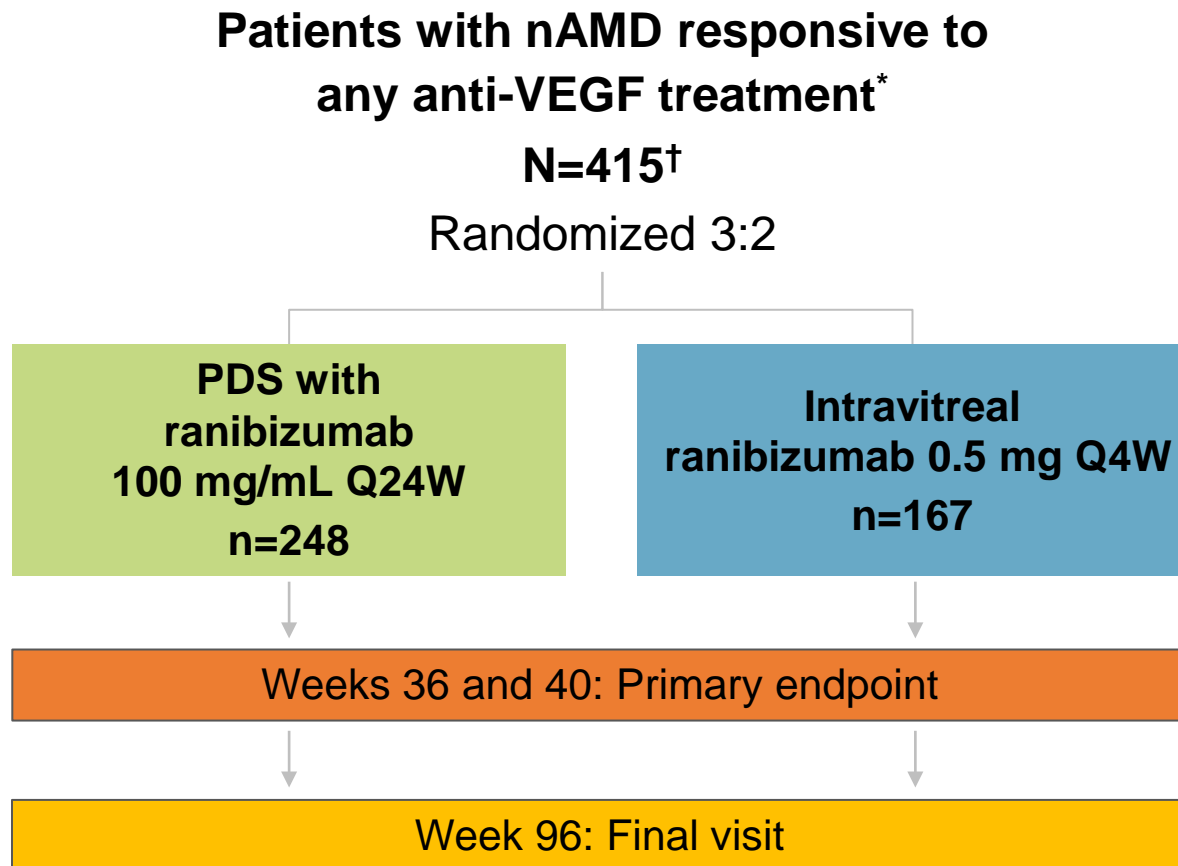 Patients with nAMD responsive to
any anti-VEGF treatment*
N=415†
Randomized 3:2
PDS with
ranibizumab
100 mg/mL Q24W
n=248
Intravitreal
ranibizumab 0.5 mg Q4W
n=167
Weeks 36 and 40: Primary endpoint
Week 96: Final visit